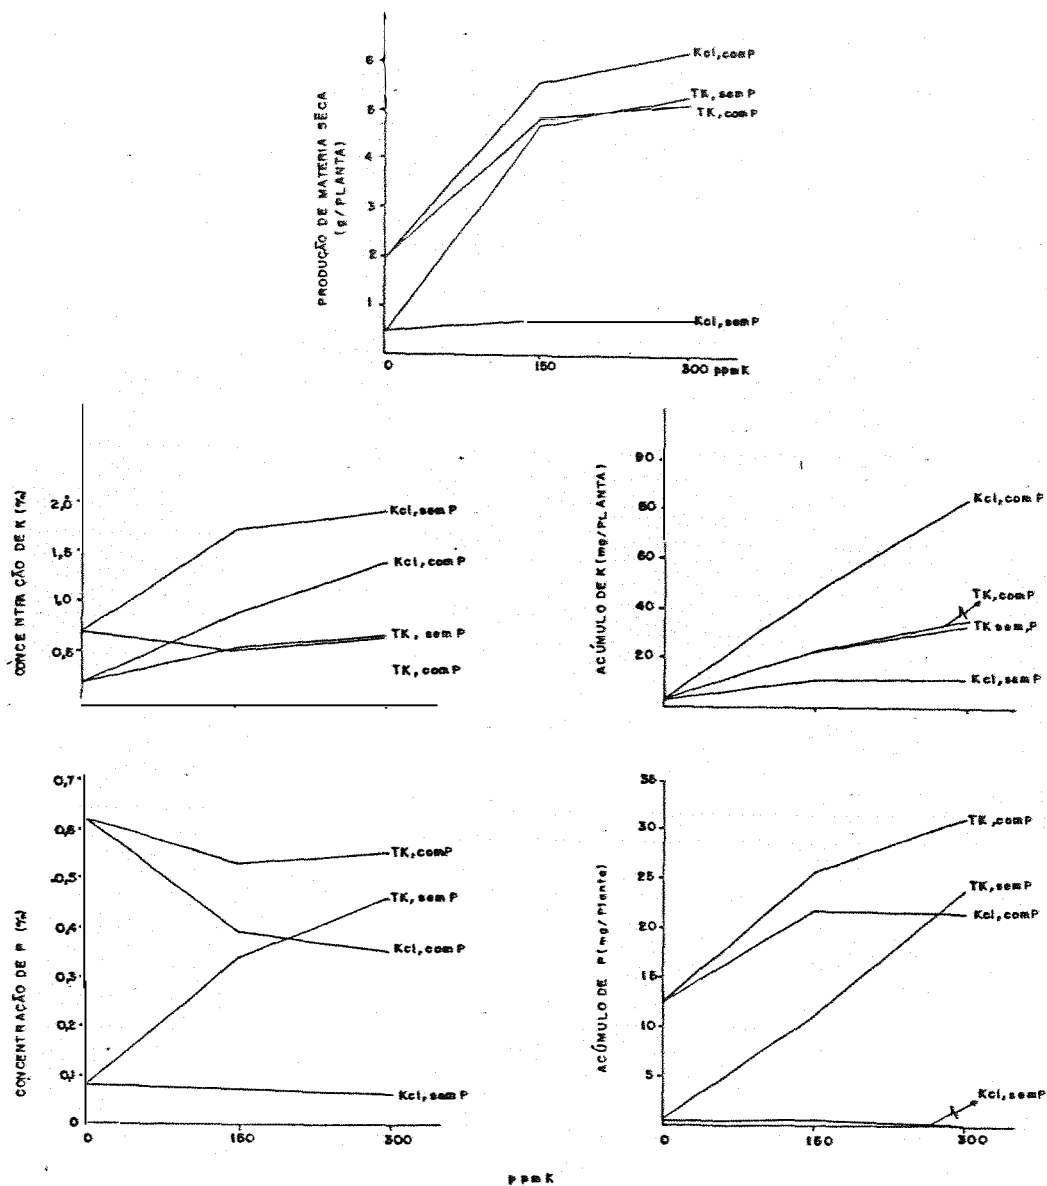 PRODUÇÃO DE MATERIA SÊCA
(g/PLANTA)
6
5
4
3
2
1
0
150
300 ppm K
Kcl, com P
TK, sem P
TK, com P
Kcl, sem P
CONCENTRAÇÃO DE K (%)
2,0
1,5
1,0
0,5
Kcl, sem P
Kcl, com P
TK, sem P
TK, com P
ACÚMULO DE K (mg/PLANTA)
60
40
20
Kcl, com P
TK, com P
TK sem, P
Kcl, sem P
CONCENTRAÇÃO DE P (%)
0,7
0,6
0,5
0,4
0,3
0,2
0,1
0
0
150
300
TK, com P
TK, sem P
Kcl, com P
Kcl, sem P
ACÚMULO DE P (mg/Plante)
35
30
25
20
15
10
5
0
150
300
TK, com P
TK, sem P
Kcl, com P
Kcl, sem P
ppm K